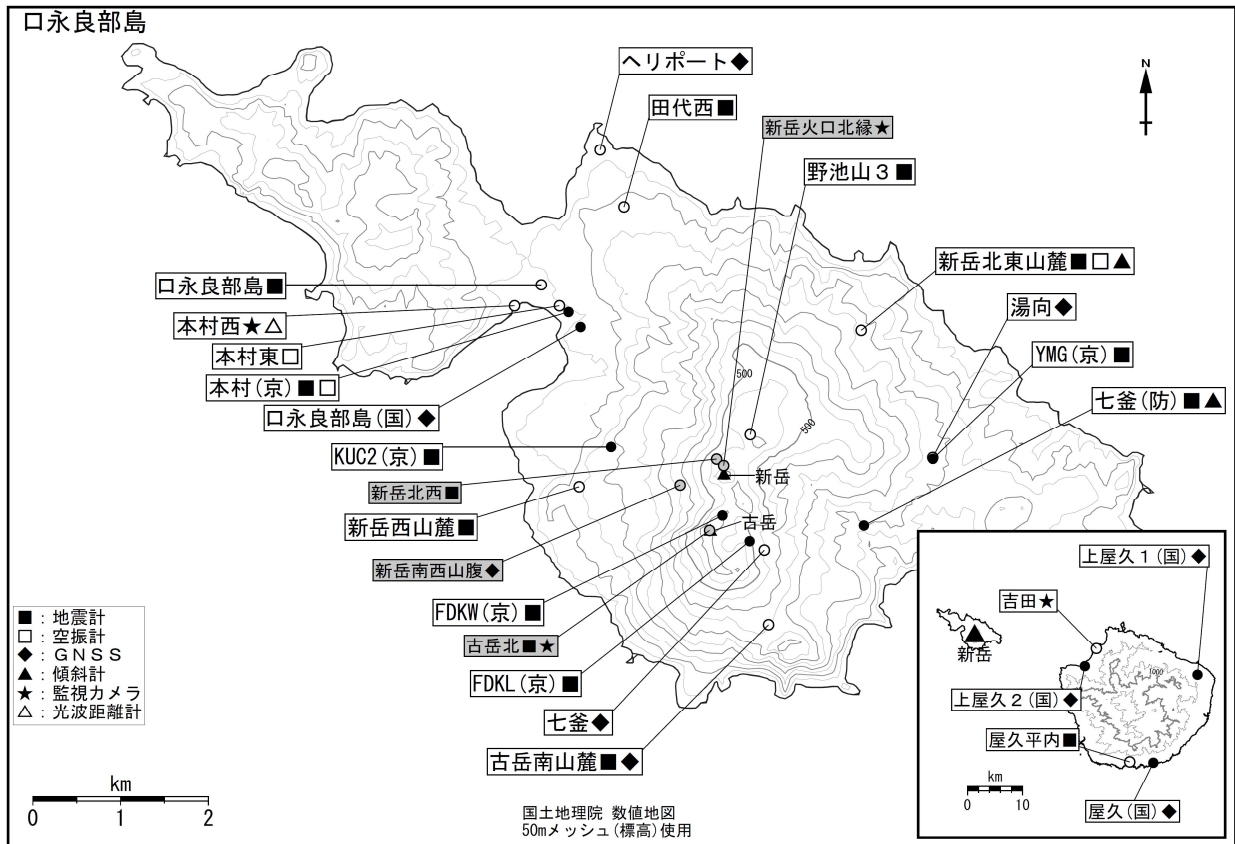 口永良部島
ヘリポート◆
田代西■
新岳火口北縁★
野池山3■
N
新岳北東山麓■□▲
湯向◆
YMG(京)■
七釜(防)■▲
口永良部島■
本村西★△
本村東□
本村(京)■□
口永良部島(国)◆
KUC2(京)■
新岳北西■
新岳西山麓■
新岳南西山腹◆
FDKW(京)■
古岳北■★
FDKL(京)■
七釜◆
古岳南山麓■◆
500
500
新岳
古岳
■:地震計
□:空振計
◆:GNSS
▲:傾斜計
★:監視カメラ
△:光波距離計
km
0 1 2
国土地理院 数値地図
50mメッシュ(標高)使用
上屋久1(国)◆
吉田★
新岳
1000
上屋久2(国)◆
屋久平内■
km
0 10
屋久(国)◆